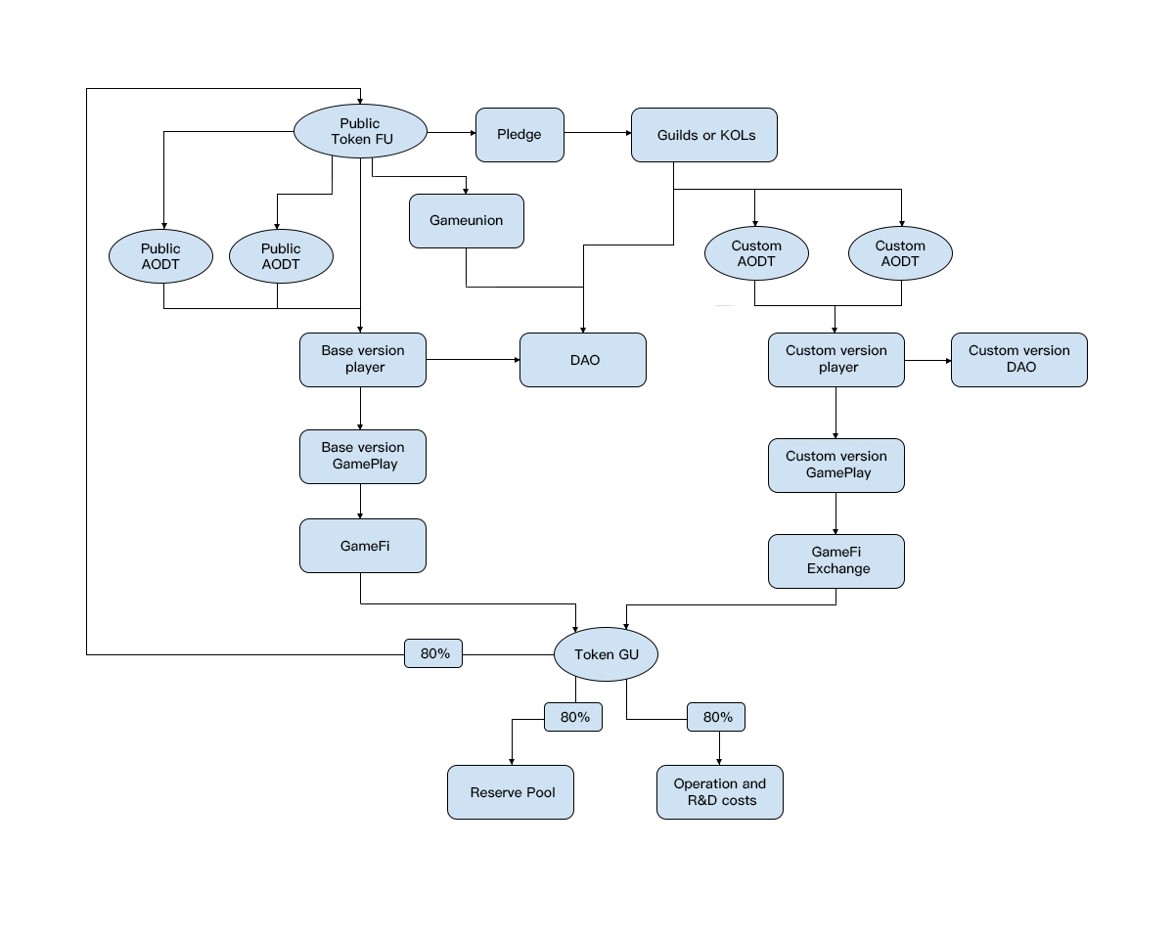 Public
Token FU
Pledge
Guilds or KOLs
Gameunion
Public
AODT
Public
AODT
Custom
AODT
Custom
AODT
Base version
player
DAO
Custom version
player
Custom version
DAO
Base version
GamePlay
Custom version
GamePlay
GameFi
GameFi
Exchange
80%
Token GU
80%
80%
Reserve Pool
Operation and
R&D costs